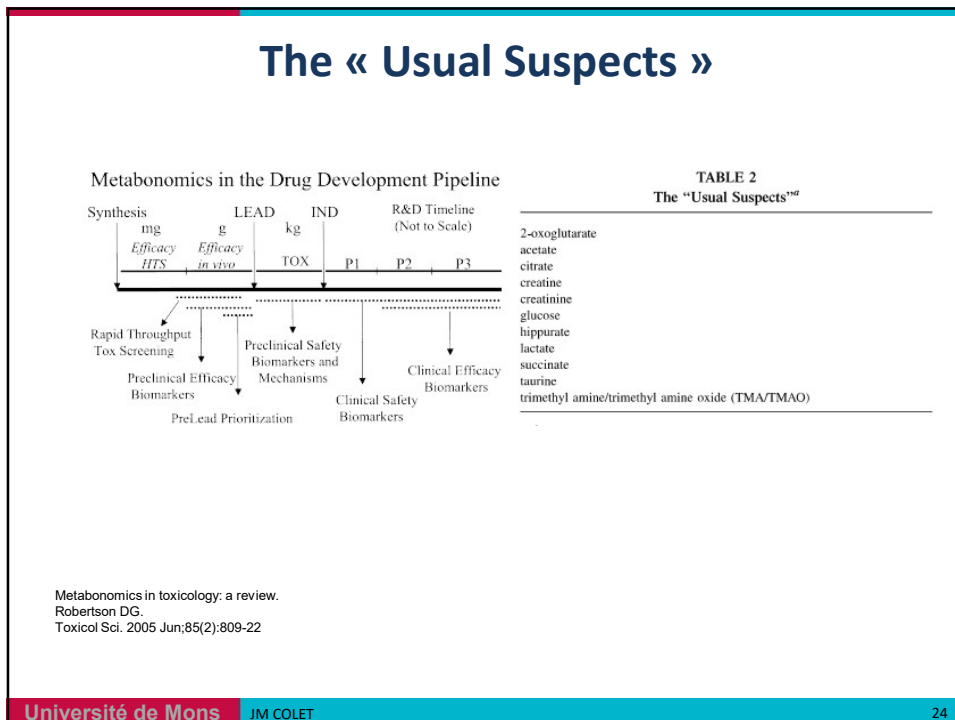 The « Usual Suspects »
Metabonomics in the Drug Development Pipeline
Synthesis LEAD IND R&D Timeline
mg g kg (Not to Scale)
Efficacy Efficacy
HTS in vivo TOX P1 P2 P3
Rapid Throughput
Tox Screening
Preclinical Efficacy
Biomarkers
PreLead Prioritization
Preclinical Safety
Biomarkers and
Mechanisms
Clinical Safety
Biomarkers
Clinical Efficacy
Biomarkers
TABLE 2
The “Usual Suspects”a
2-oxoglutarate
acetate
citrate
creatine
creatinine
glucose
hippurate
lactate
succinate
taurine
trimethyl amine/trimethyl amine oxide (TMA/TMAO)
Metabonomics in toxicology: a review.
Robertson DG.
Toxicol Sci. 2005 Jun;85(2):809-22
Université de Mons JM COLET 24